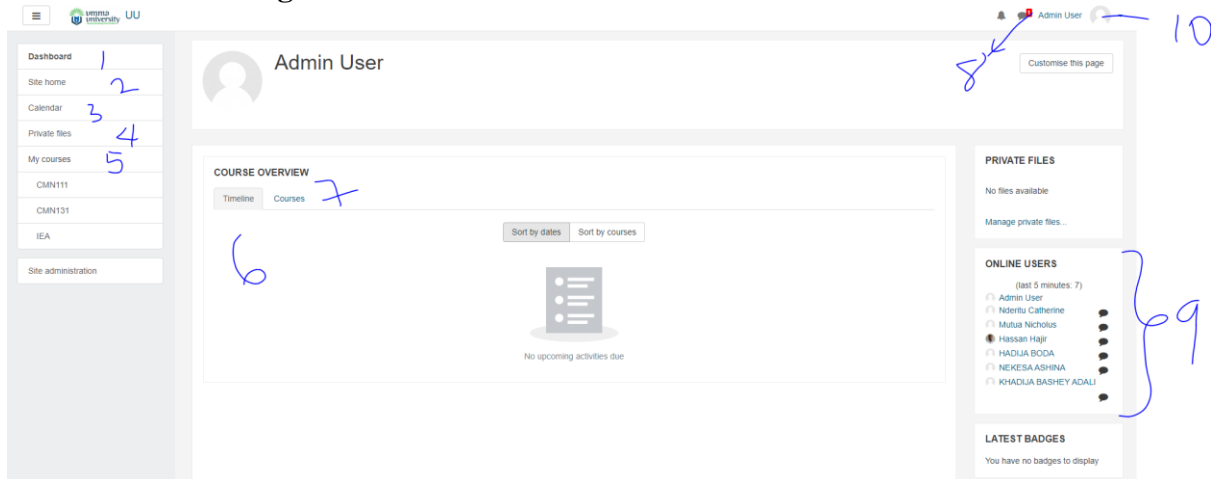 umma university UU
Admin User
10
Dashboard 1
Admin User
8
Customise this page
Site home 2
Calendar 3
Private files 4
My courses 5
CMN111
CMN131
IEA
Site administration
COURSE OVERVIEW
Timeline Courses 7
Sort by dates Sort by courses
6
No upcoming activities due
PRIVATE FILES
No files available
Manage private files...
ONLINE USERS
(last 5 minutes: 7)
Admin User
Nderitu Catherine
Mutua Nicholus
Hassan Hajir
HADIJA BODA
NEKESA ASHINA
KHADIJA BASHEY ADALI
9
LATEST BADGES
You have no badges to display